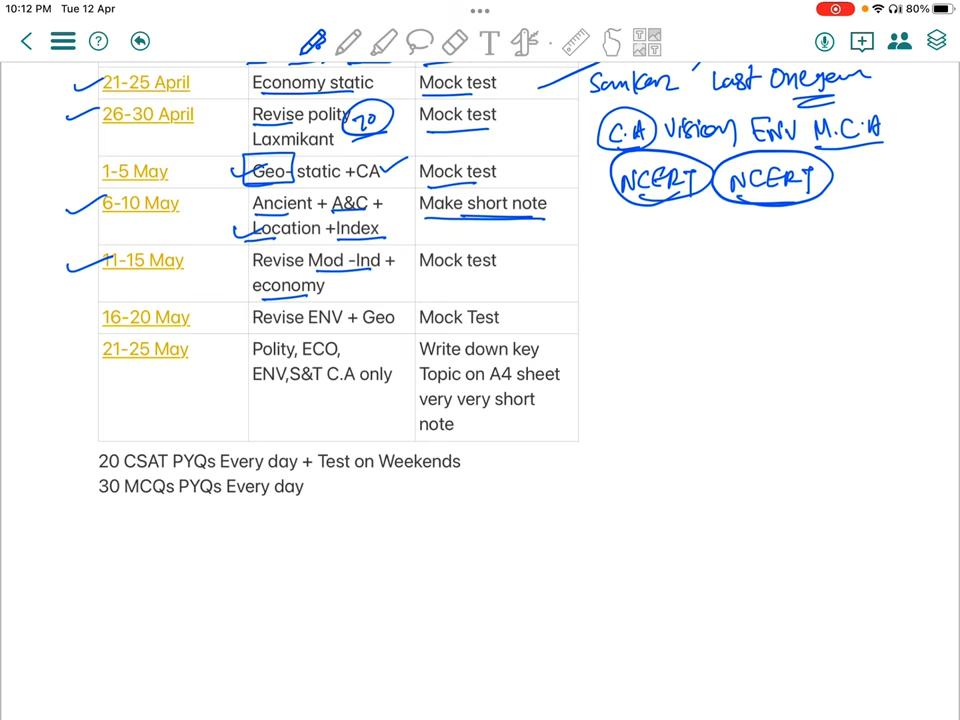 10:12 PM Tue 12 Apr
80%
21-25 April Economy static Mock test
Sankar Last One year
26-30 April Revise polity 20 Mock test
Laxmikant
C.A Vision ENV M.C.A
1-5 May Geo- static +CA Mock test
NCERT NCERT
6-10 May Ancient + A&C + Make short note
Location +Index
11-15 May Revise Mod -Ind + Mock test
economy
16-20 May Revise ENV + Geo Mock Test
21-25 May Polity, ECO, Write down key
ENV,S&T C.A only Topic on A4 sheet
very very short
note
20 CSAT PYQs Every day + Test on Weekends
30 MCQs PYQs Every day